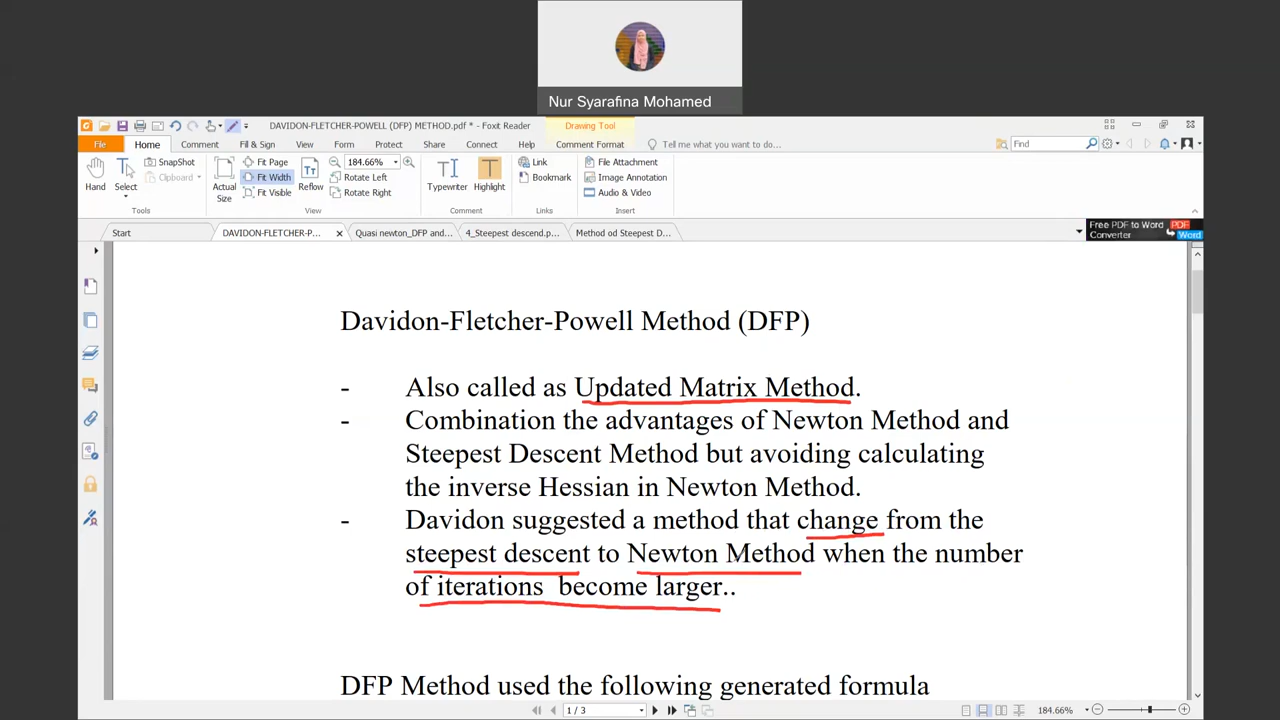 Nur Syarafina Mohamed
DAVIDON-FLETCHER-POWELL (DFP) METHOD.pdf * - Foxit Reader
Drawing Tool
File Home Comment View Form Protect Share Connect Help Comment Format Tell me what you want to do... Find
Hand
Select
SnapShot
Clipboard
Tools
Actual Size
Fit Page
Fit Width
Fit Visible
Reflow
184.66%
Rotate Left
Rotate Right
View
Typewriter
Highlight
Comment
Link
Bookmark
Links
File Attachment
Image Annotation
Audio & Video
Insert
Start
DAVIDON-FLETCHER-P...
Quasi newton_DFP and...
4_Steepest descend.p...
Method od Steepest D...
Free PDF to Word
Converter
PDF
Word
Davidon-Fletcher-Powell Method (DFP)
- Also called as Updated Matrix Method.
- Combination the advantages of Newton Method and
Steepest Descent Method but avoiding calculating
the inverse Hessian in Newton Method.
- Davidon suggested a method that change from the
steepest descent to Newton Method when the number
of iterations become larger..
DFP Method used the following generated formula
1 / 3
184.66%